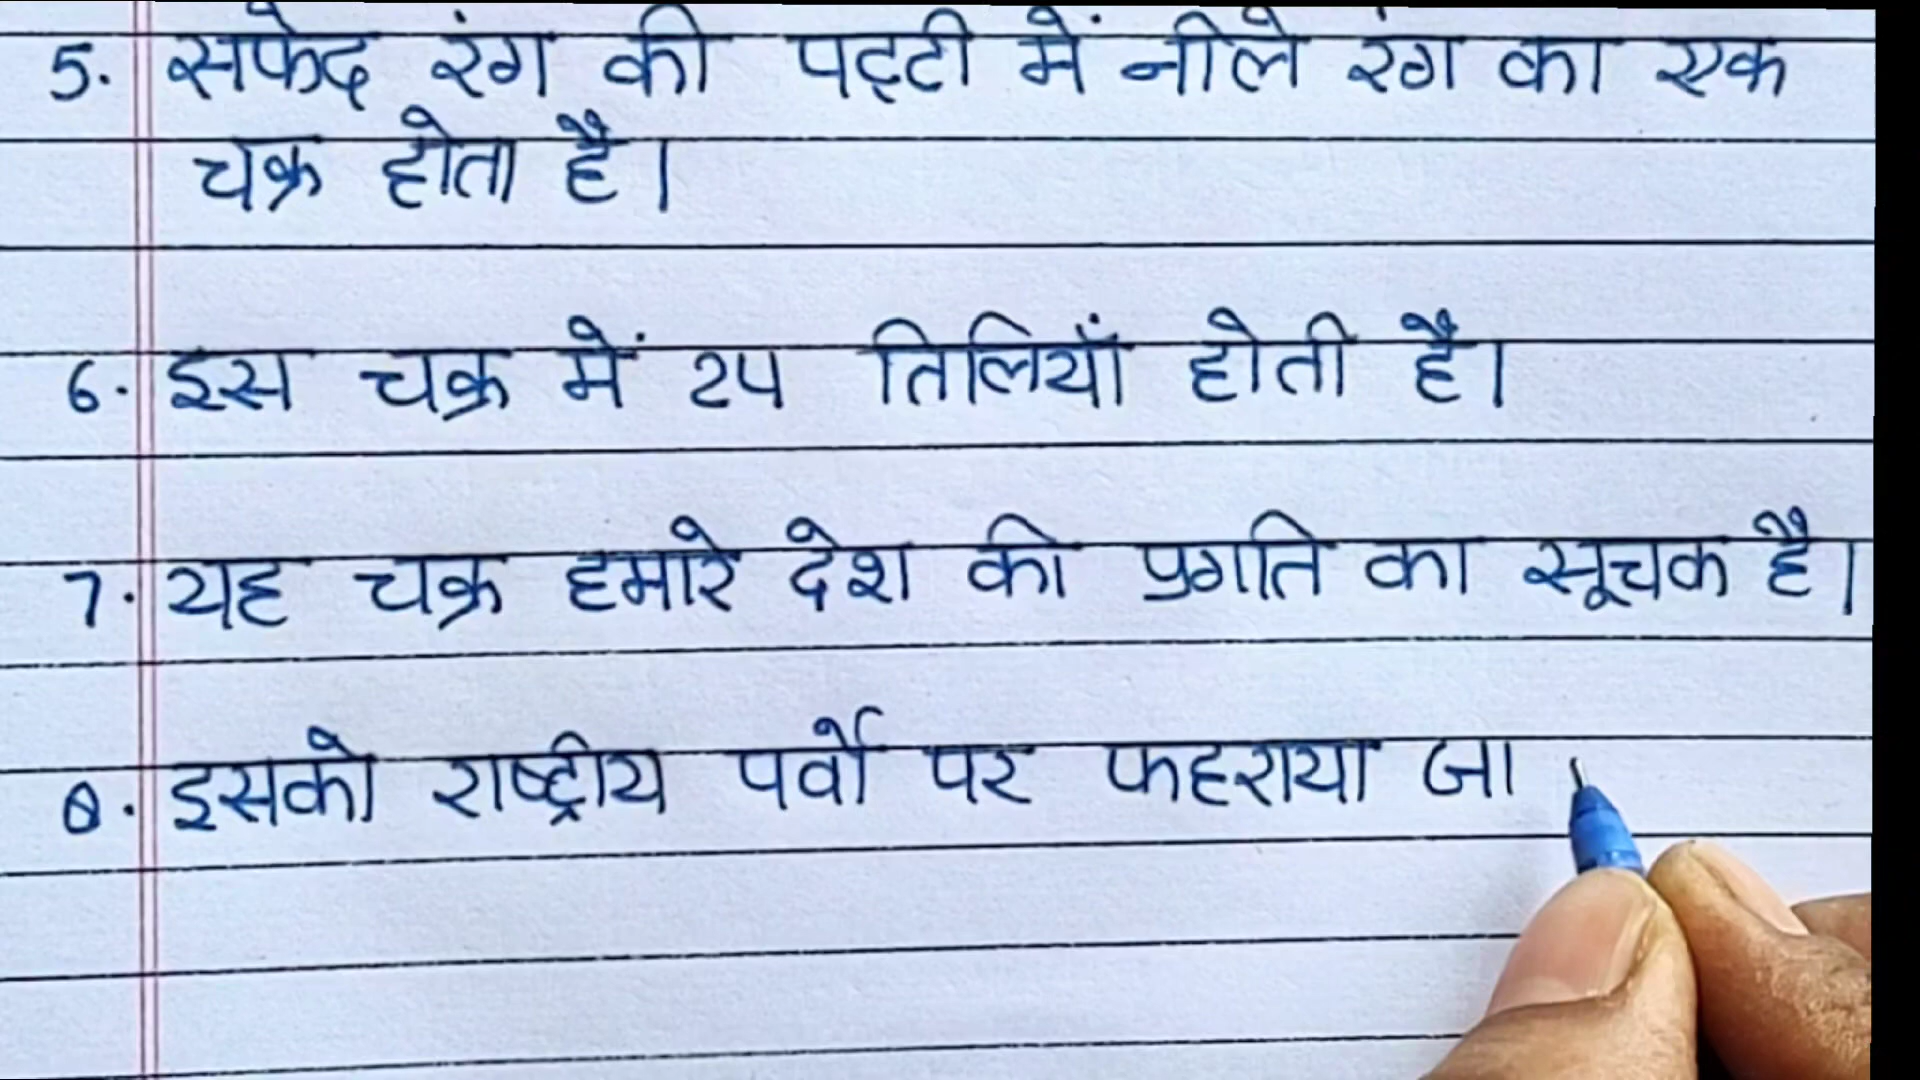 5. सफेद रंग की पट्टी में नीले रंग का एक
चक्र होता है।
6. इस चक्र में 24 तिलियाँ होती है।
7. यह चक्र हमारे देश की प्रगति का सूचक है।
8. इसको राष्ट्रीय पर्वो पर फहराया जा